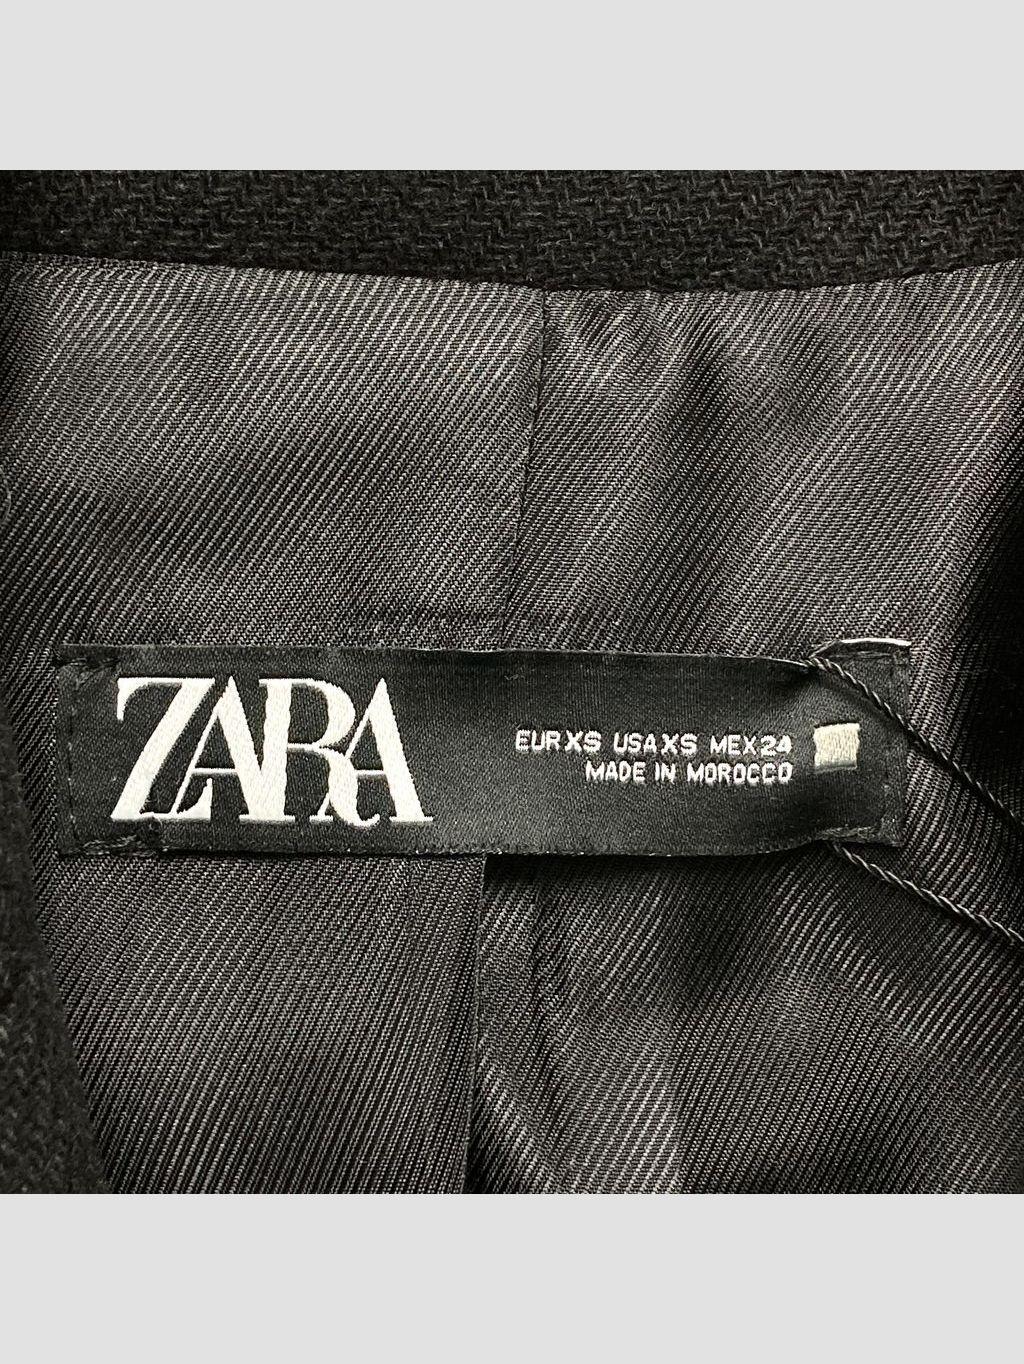 ZARA
EUR XS USA XS MEX 24
MADE IN MOROCCO